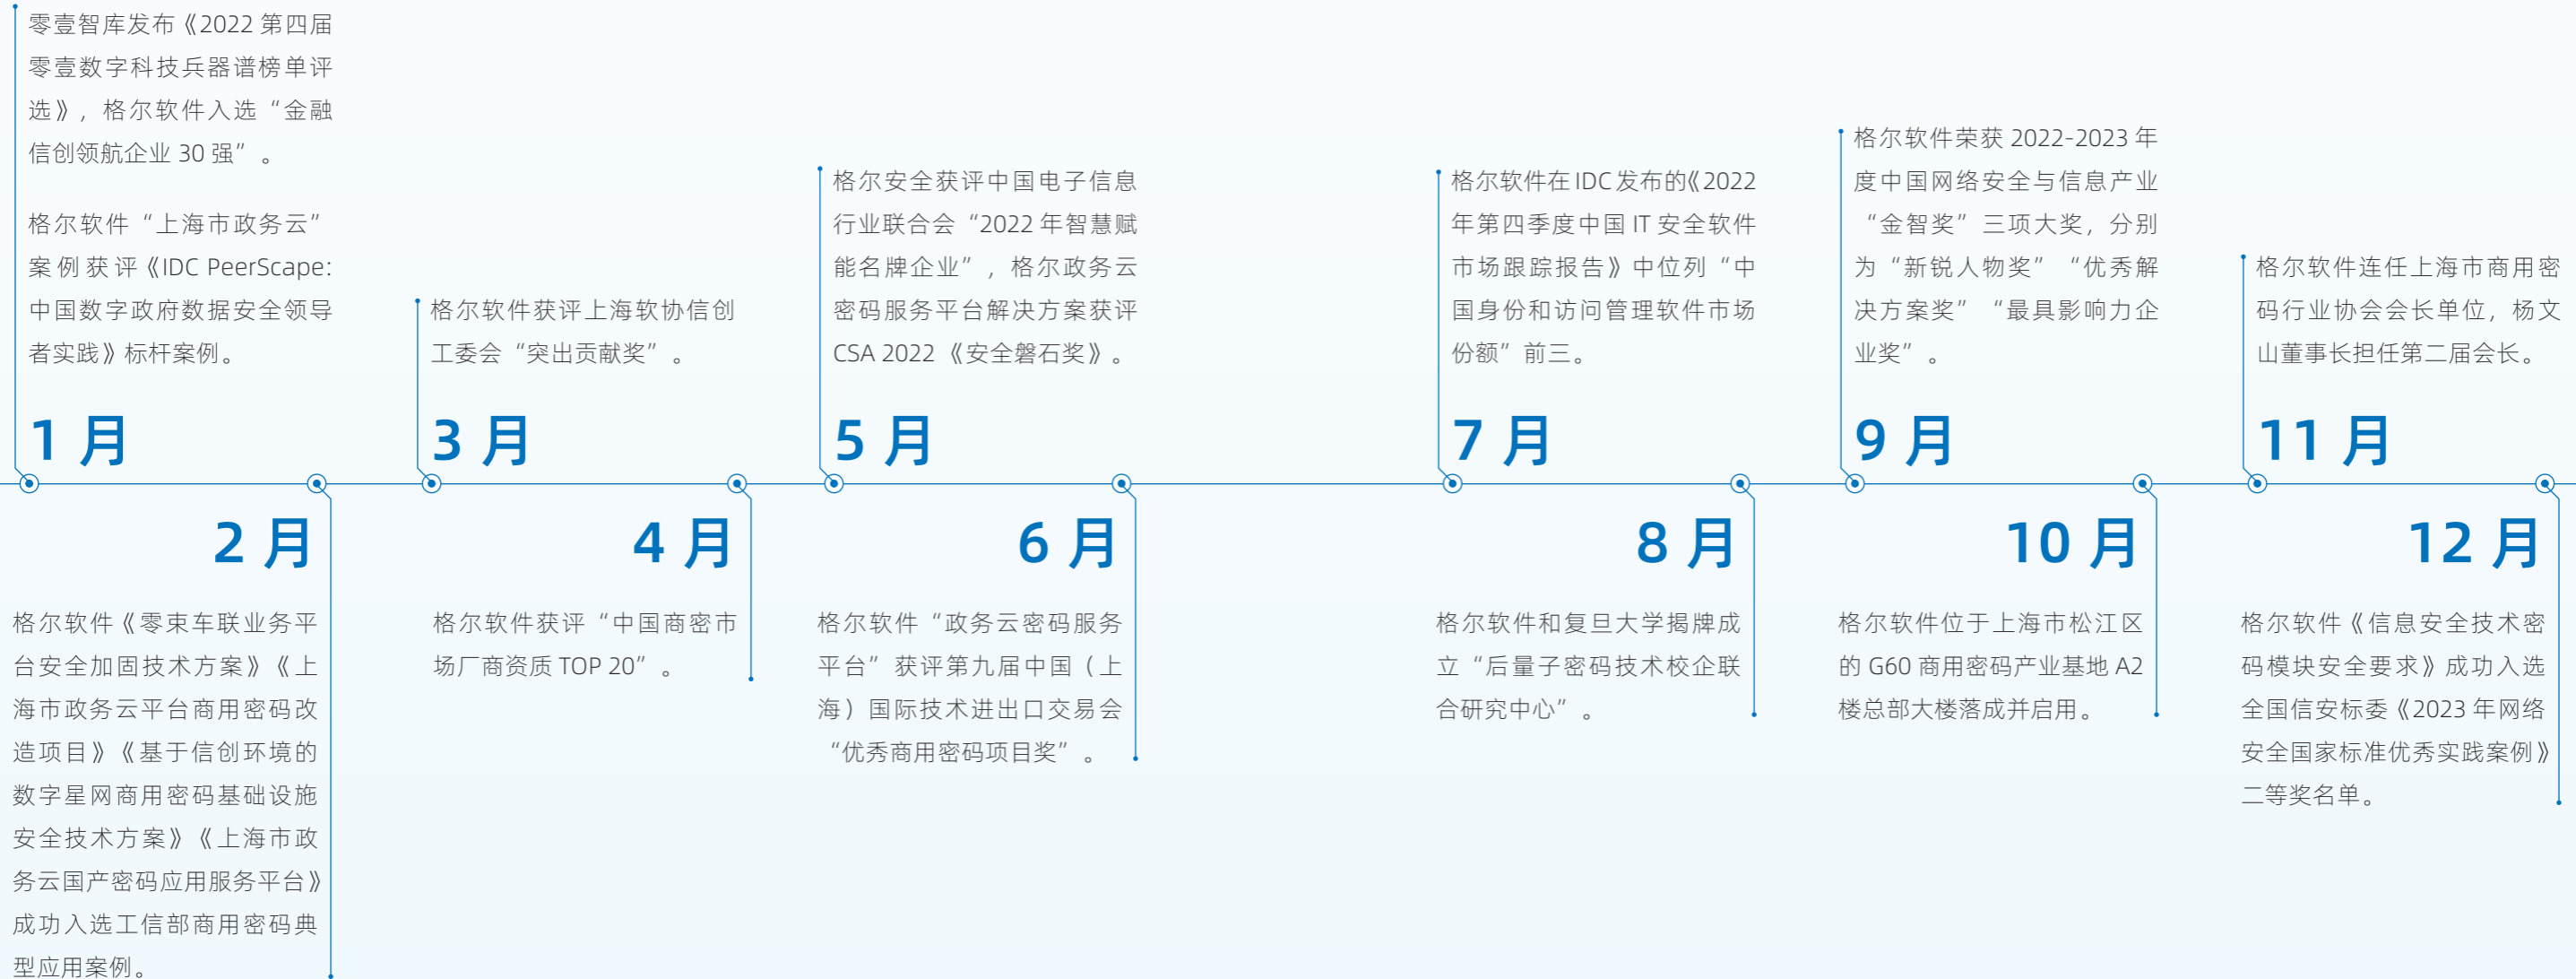 零壹智库发布《2022 第四届
零壹数字科技兵器谱榜单评
选》，格尔软件入选“金融
信创领航企业 30 强”。
格尔软件“上海市政务云”
案例获评《IDC PeerScape:
中国数字政府数据安全领导
者实践》标杆案例。
1 月
2 月
格尔软件《零束车联业务平
台安全加固技术方案》《上
海市政务云平台商用密码改
造项目》《基于信创环境的
数字星网商用密码基础设施
安全技术方案》《上海市政
务云国产密码应用服务平台》
成功入选工信部商用密码典
型应用案例。
格尔软件获评上海软协信创
工委会“突出贡献奖”。
3 月
4 月
格尔软件获评“中国商密市
场厂商资质 TOP 20”。
格尔安全获评中国电子信息
行业联合会“2022 年智慧赋
能名牌企业”，格尔政务云
密码服务平台解决方案获评
CSA 2022 《安全磐石奖》。
5 月
6 月
格尔软件“政务云密码服务
平台”获评第九届中国（上
海）国际技术进出口交易会
“优秀商用密码项目奖”。
格尔软件在 IDC 发布的《2022
年第四季度中国 IT 安全软件
市场跟踪报告》中位列“中
国身份和访问管理软件市场
份额”前三。
7 月
8 月
格尔软件和复旦大学揭牌成
立“后量子密码技术校企联
合研究中心”。
格尔软件荣获 2022-2023 年
度中国网络安全与信息产业
“金智奖”三项大奖，分别
为“新锐人物奖”“优秀解
决方案奖”“最具影响力企
业奖”。
9 月
10 月
格尔软件位于上海市松江区
的 G60 商用密码产业基地 A2
楼总部大楼落成并启用。
格尔软件连任上海市商用密
码行业协会会长单位，杨文
山董事长担任第二届会长。
11 月
12 月
格尔软件《信息安全技术密
码模块安全要求》成功入选
全国信安标委《2023 年网络
安全国家标准优秀实践案例》
二等奖名单。